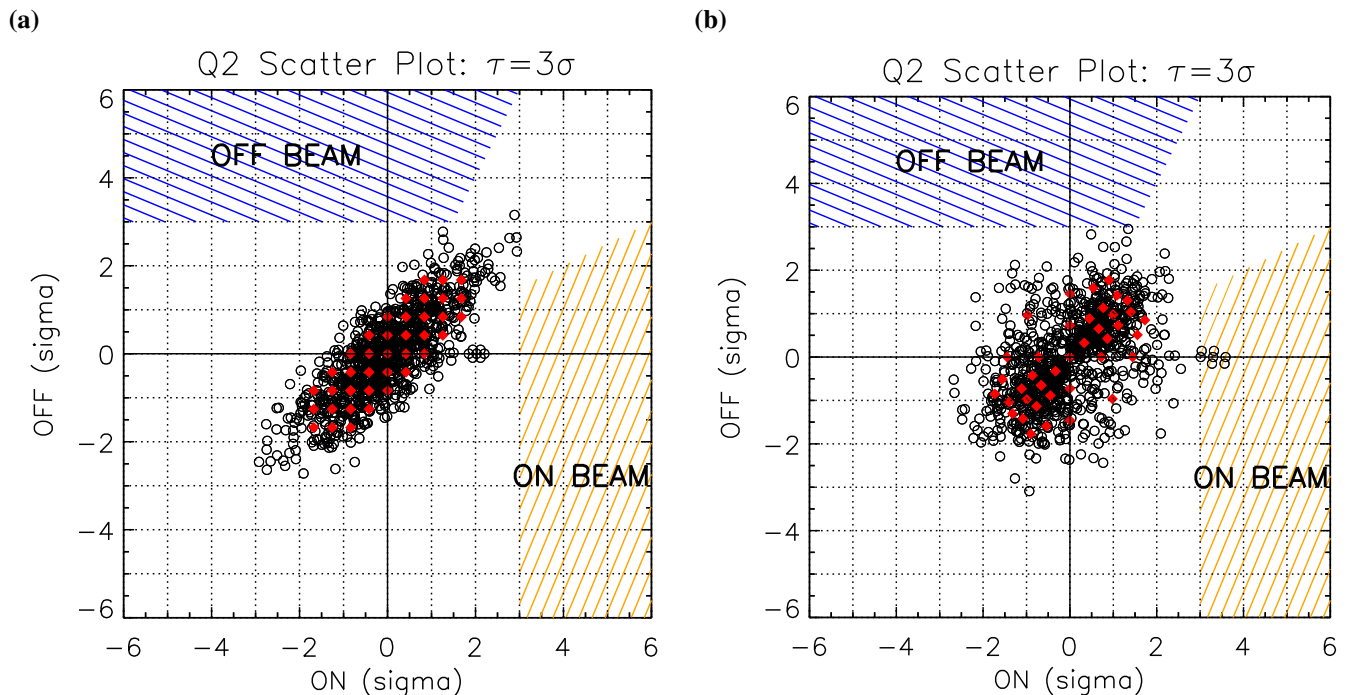 (a)
Q2 Scatter Plot: τ=3σ
6
4
2
0
−2
−4
−6
OFF (sigma)
OFF BEAM
ON BEAM
−6 −4 −2 0 2 4 6
ON (sigma)
(b)
Q2 Scatter Plot: τ=3σ
6
4
2
0
−2
−4
−6
OFF (sigma)
OFF BEAM
ON BEAM
−6 −4 −2 0 2 4 6
ON (sigma)